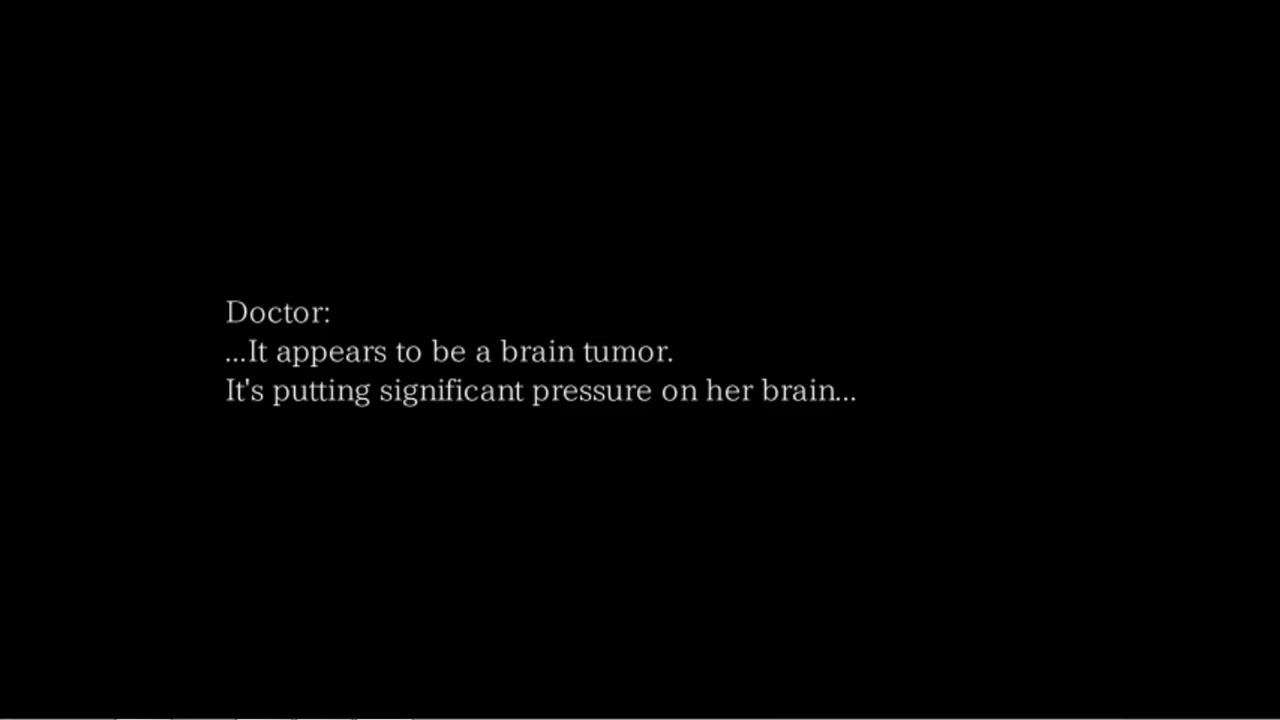 Doctor:
...It appears to be a brain tumor.
It's putting significant pressure on her brain...